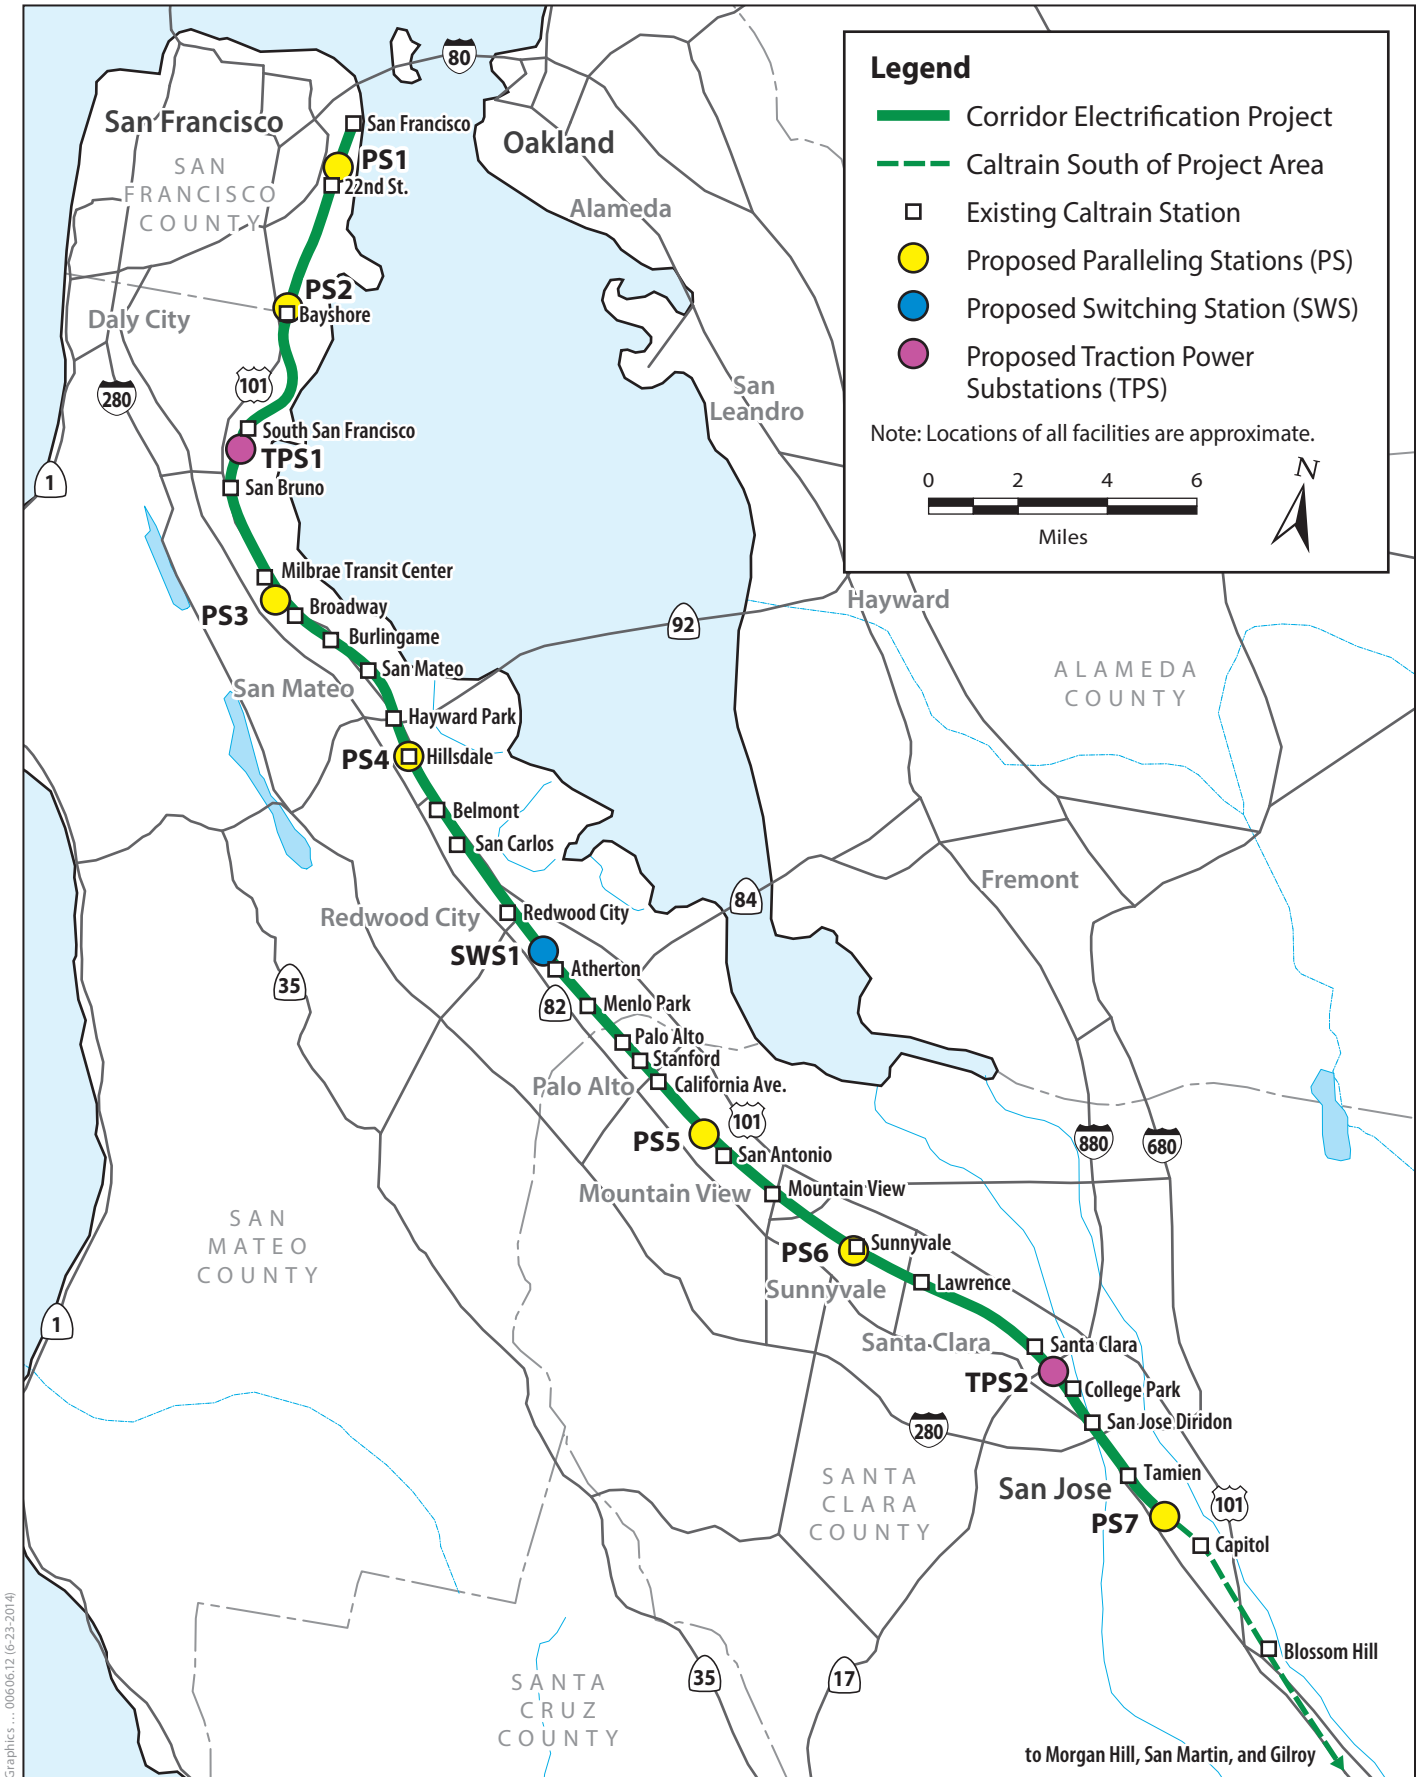 Legend
Corridor Electrification Project
Caltrain South of Project Area
Existing Caltrain Station
Proposed Paralleling Stations (PS)
Proposed Switching Station (SWS)
Proposed Traction Power
Substations (TPS)
Note: Locations of all facilities are approximate.
0 2 4 6
Miles
N
80
San Francisco
San Francisco
Oakland
PS1
SAN
FRANCISCO
COUNTY
22nd St.
Alameda
PS2
Bayshore
Daly City
101
280
San
Leandro
South San Francisco
TPS1
1
San Bruno
Milbrae Transit Center
PS3
Broadway
Hayward
92
Burlingame
San Mateo
San Mateo
ALAMEDA
COUNTY
Hayward Park
PS4
Hillsdale
Belmont
San Carlos
Fremont
84
Redwood City
Redwood City
SWS1
Atherton
35
82
Menlo Park
Palo Alto
Stanford
Palo Alto
California Ave.
101
PS5
880
680
San Antonio
Mountain View
Mountain View
SAN
MATEO
COUNTY
PS6
Sunnyvale
Sunnyvale
Lawrence
1
Santa Clara
Santa Clara
TPS2
College Park
San Jose Diridon
280
Tamien
SANTA
CLARA
COUNTY
San Jose
101
PS7
Capitol
Blossom Hill
35
17
SANTA
CRUZ
COUNTY
to Morgan Hill, San Martin, and Gilroy
Graphics … 00606.12 (6-23-2014)